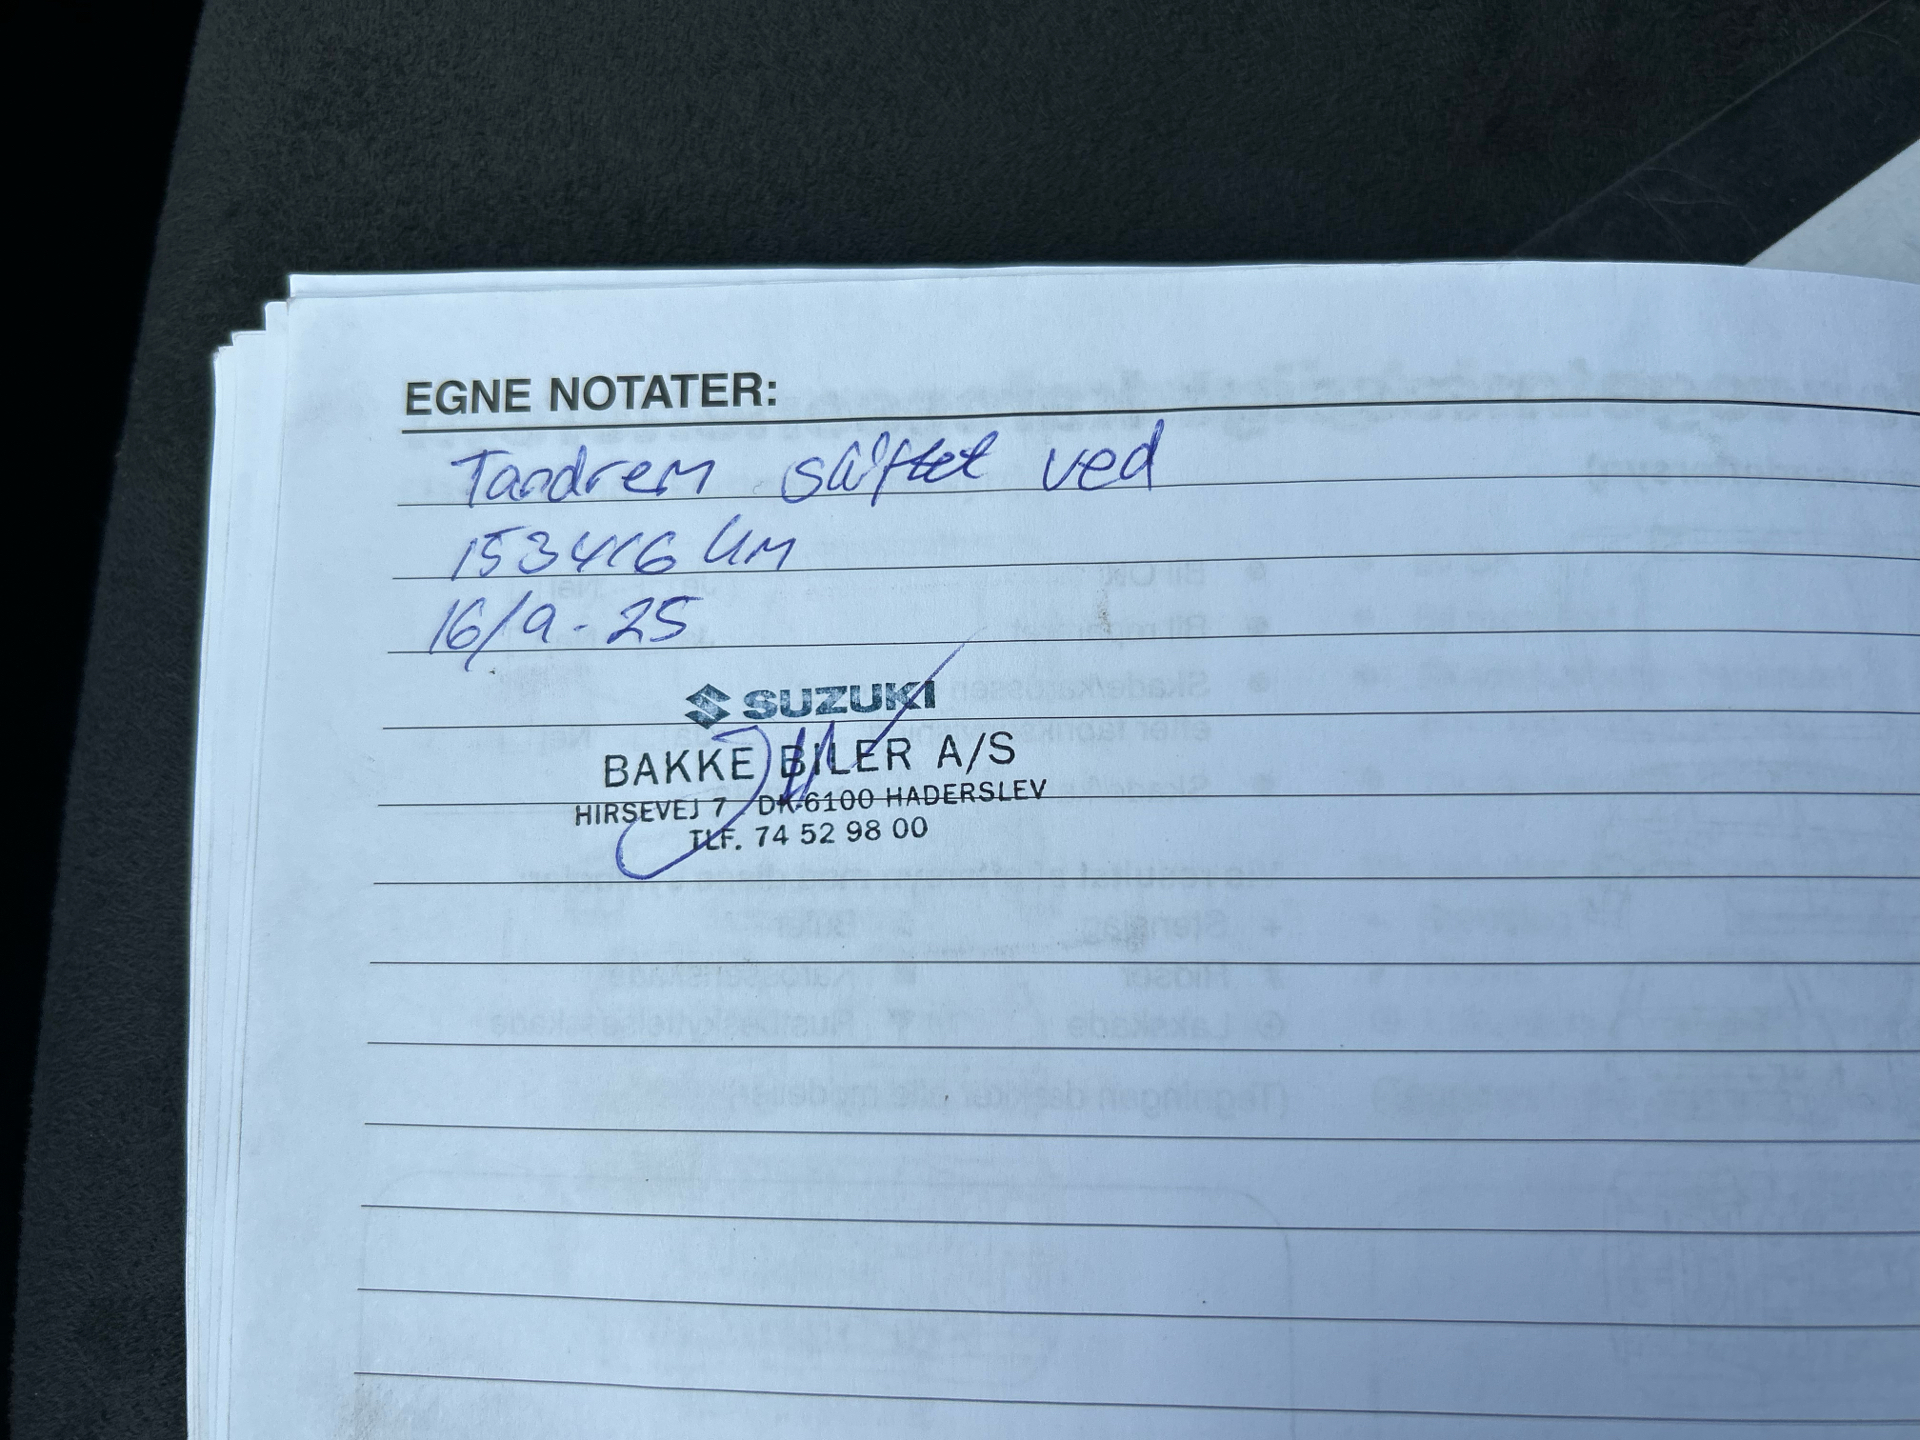 EGNE NOTATER:
Tandrem skiftet ved
153416 km
16/9-25
SUZUKI
BAKKE BILER A/S
HIRSEVEJ 7 DK-6100 HADERSLEV
TLF. 74 52 98 00